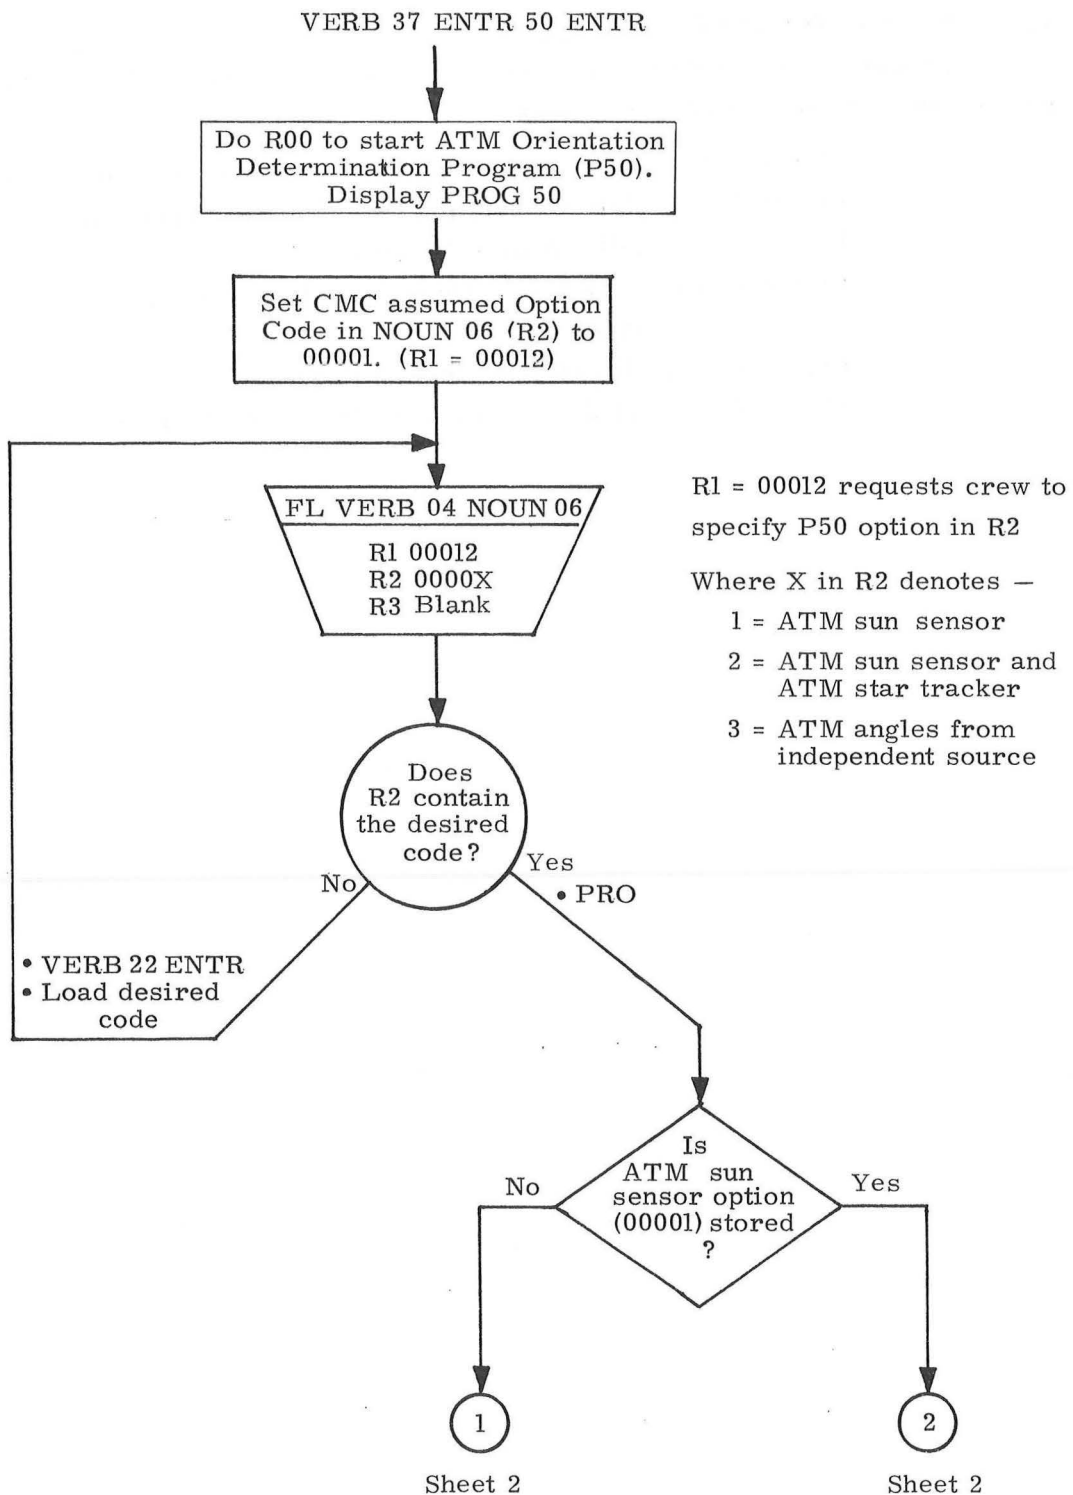 VERB 37 ENTR 50 ENTR
Do R00 to start ATM Orientation
Determination Program (P50).
Display PROG 50
Set CMC assumed Option
Code in NOUN 06 (R2) to
00001. (R1 = 00012)
FL VERB 04 NOUN 06
R1 00012
R2 0000X
R3 Blank
R1 = 00012 requests crew to
specify P50 option in R2
Where X in R2 denotes —
1 = ATM sun sensor
2 = ATM sun sensor and
ATM star tracker
3 = ATM angles from
independent source
Does
R2 contain
the desired
code?
No
Yes
• PRO
• VERB 22 ENTR
• Load desired
code
Is
ATM sun
sensor option
(00001) stored
?
No
Yes
1
2
Sheet 2
Sheet 2